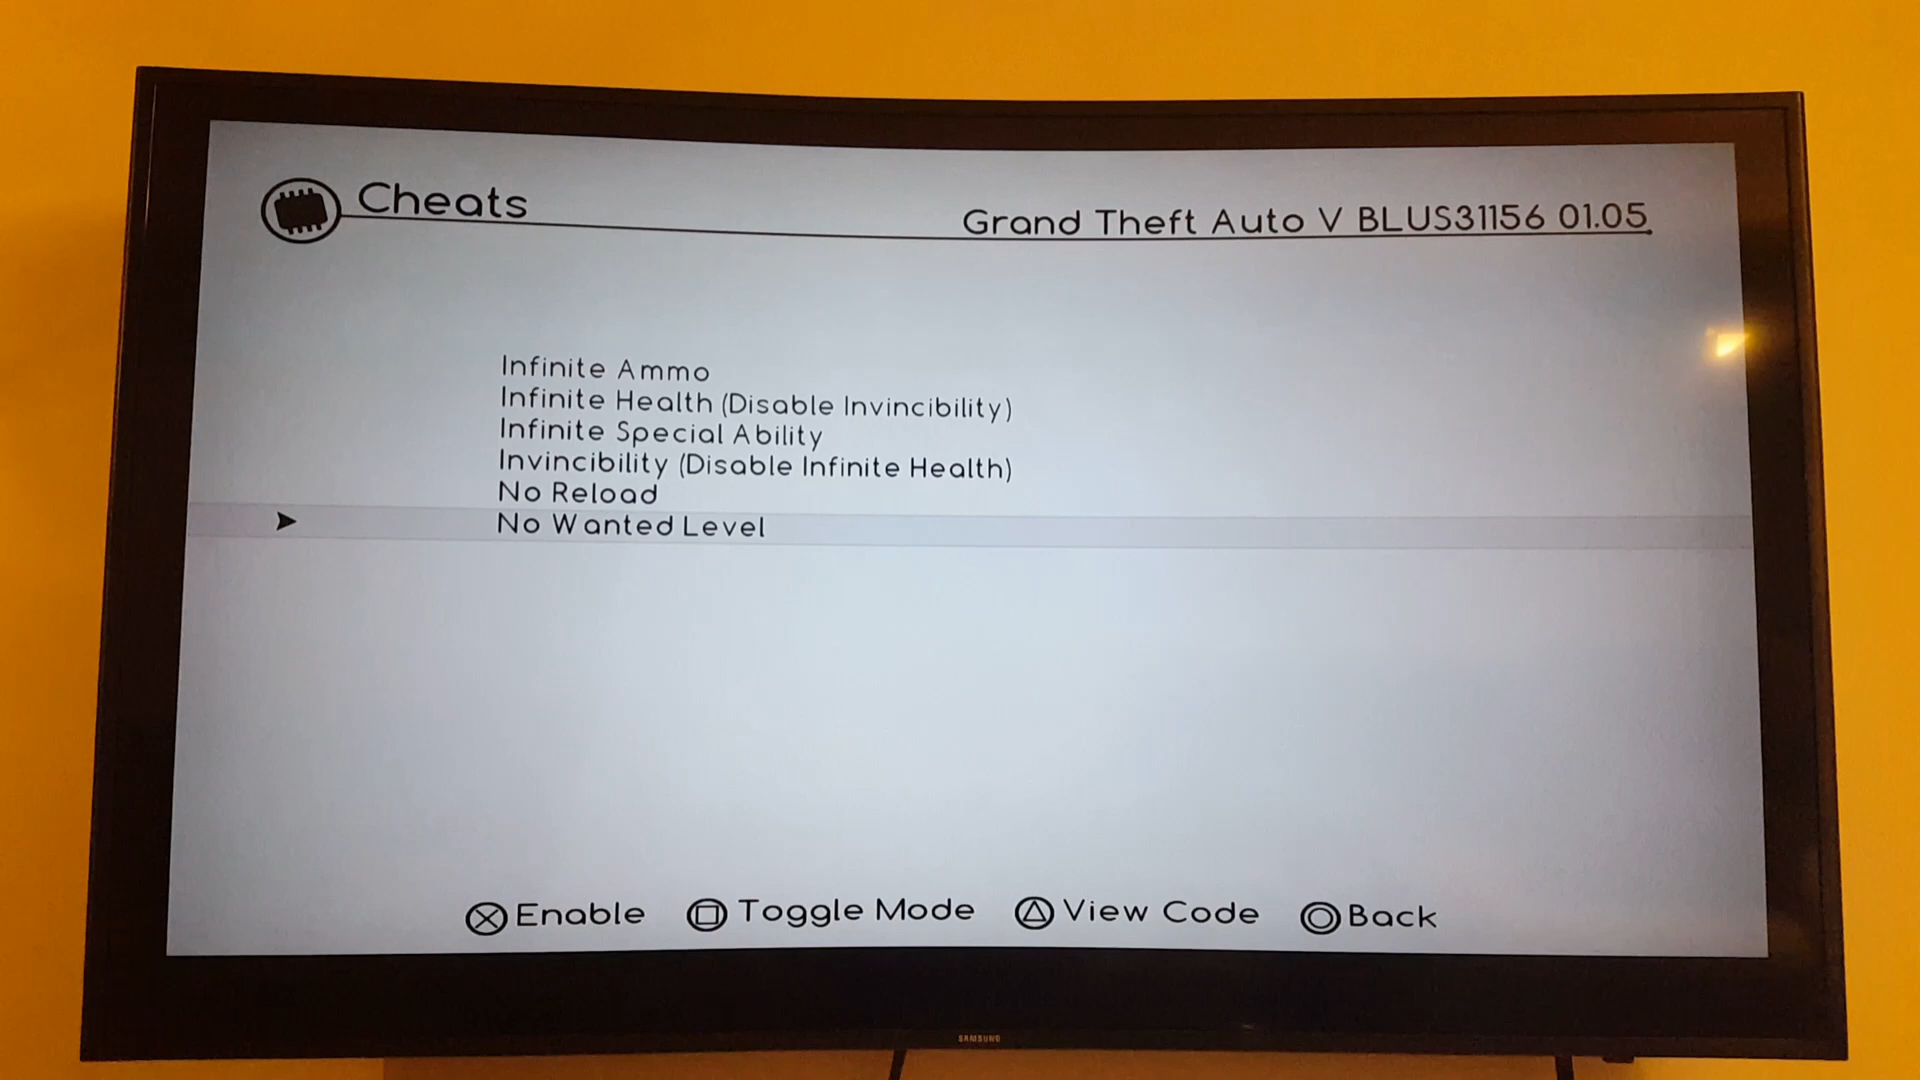 Cheats
Grand Theft Auto V BLUS31156 01.05
Infinite Ammo
Infinite Health (Disable Invincibility)
Infinite Special Ability
Invincibility (Disable Infinite Health)
No Reload
No Wanted Level
Enable Toggle Mode View Code Back
SAMSUNG